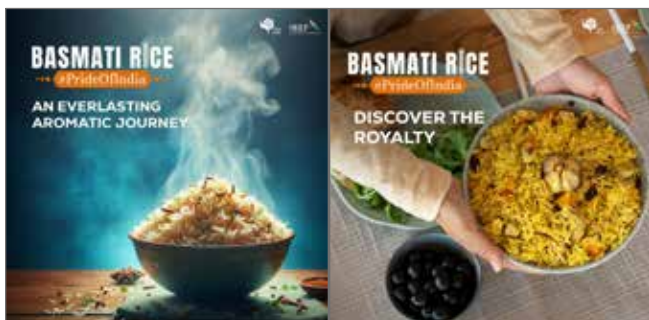 BASMATI RICE
#PrideOfIndia
AN EVERLASTING
AROMATIC JOURNEY
BASMATI RICE
#PrideOfIndia
DISCOVER THE
ROYALTY